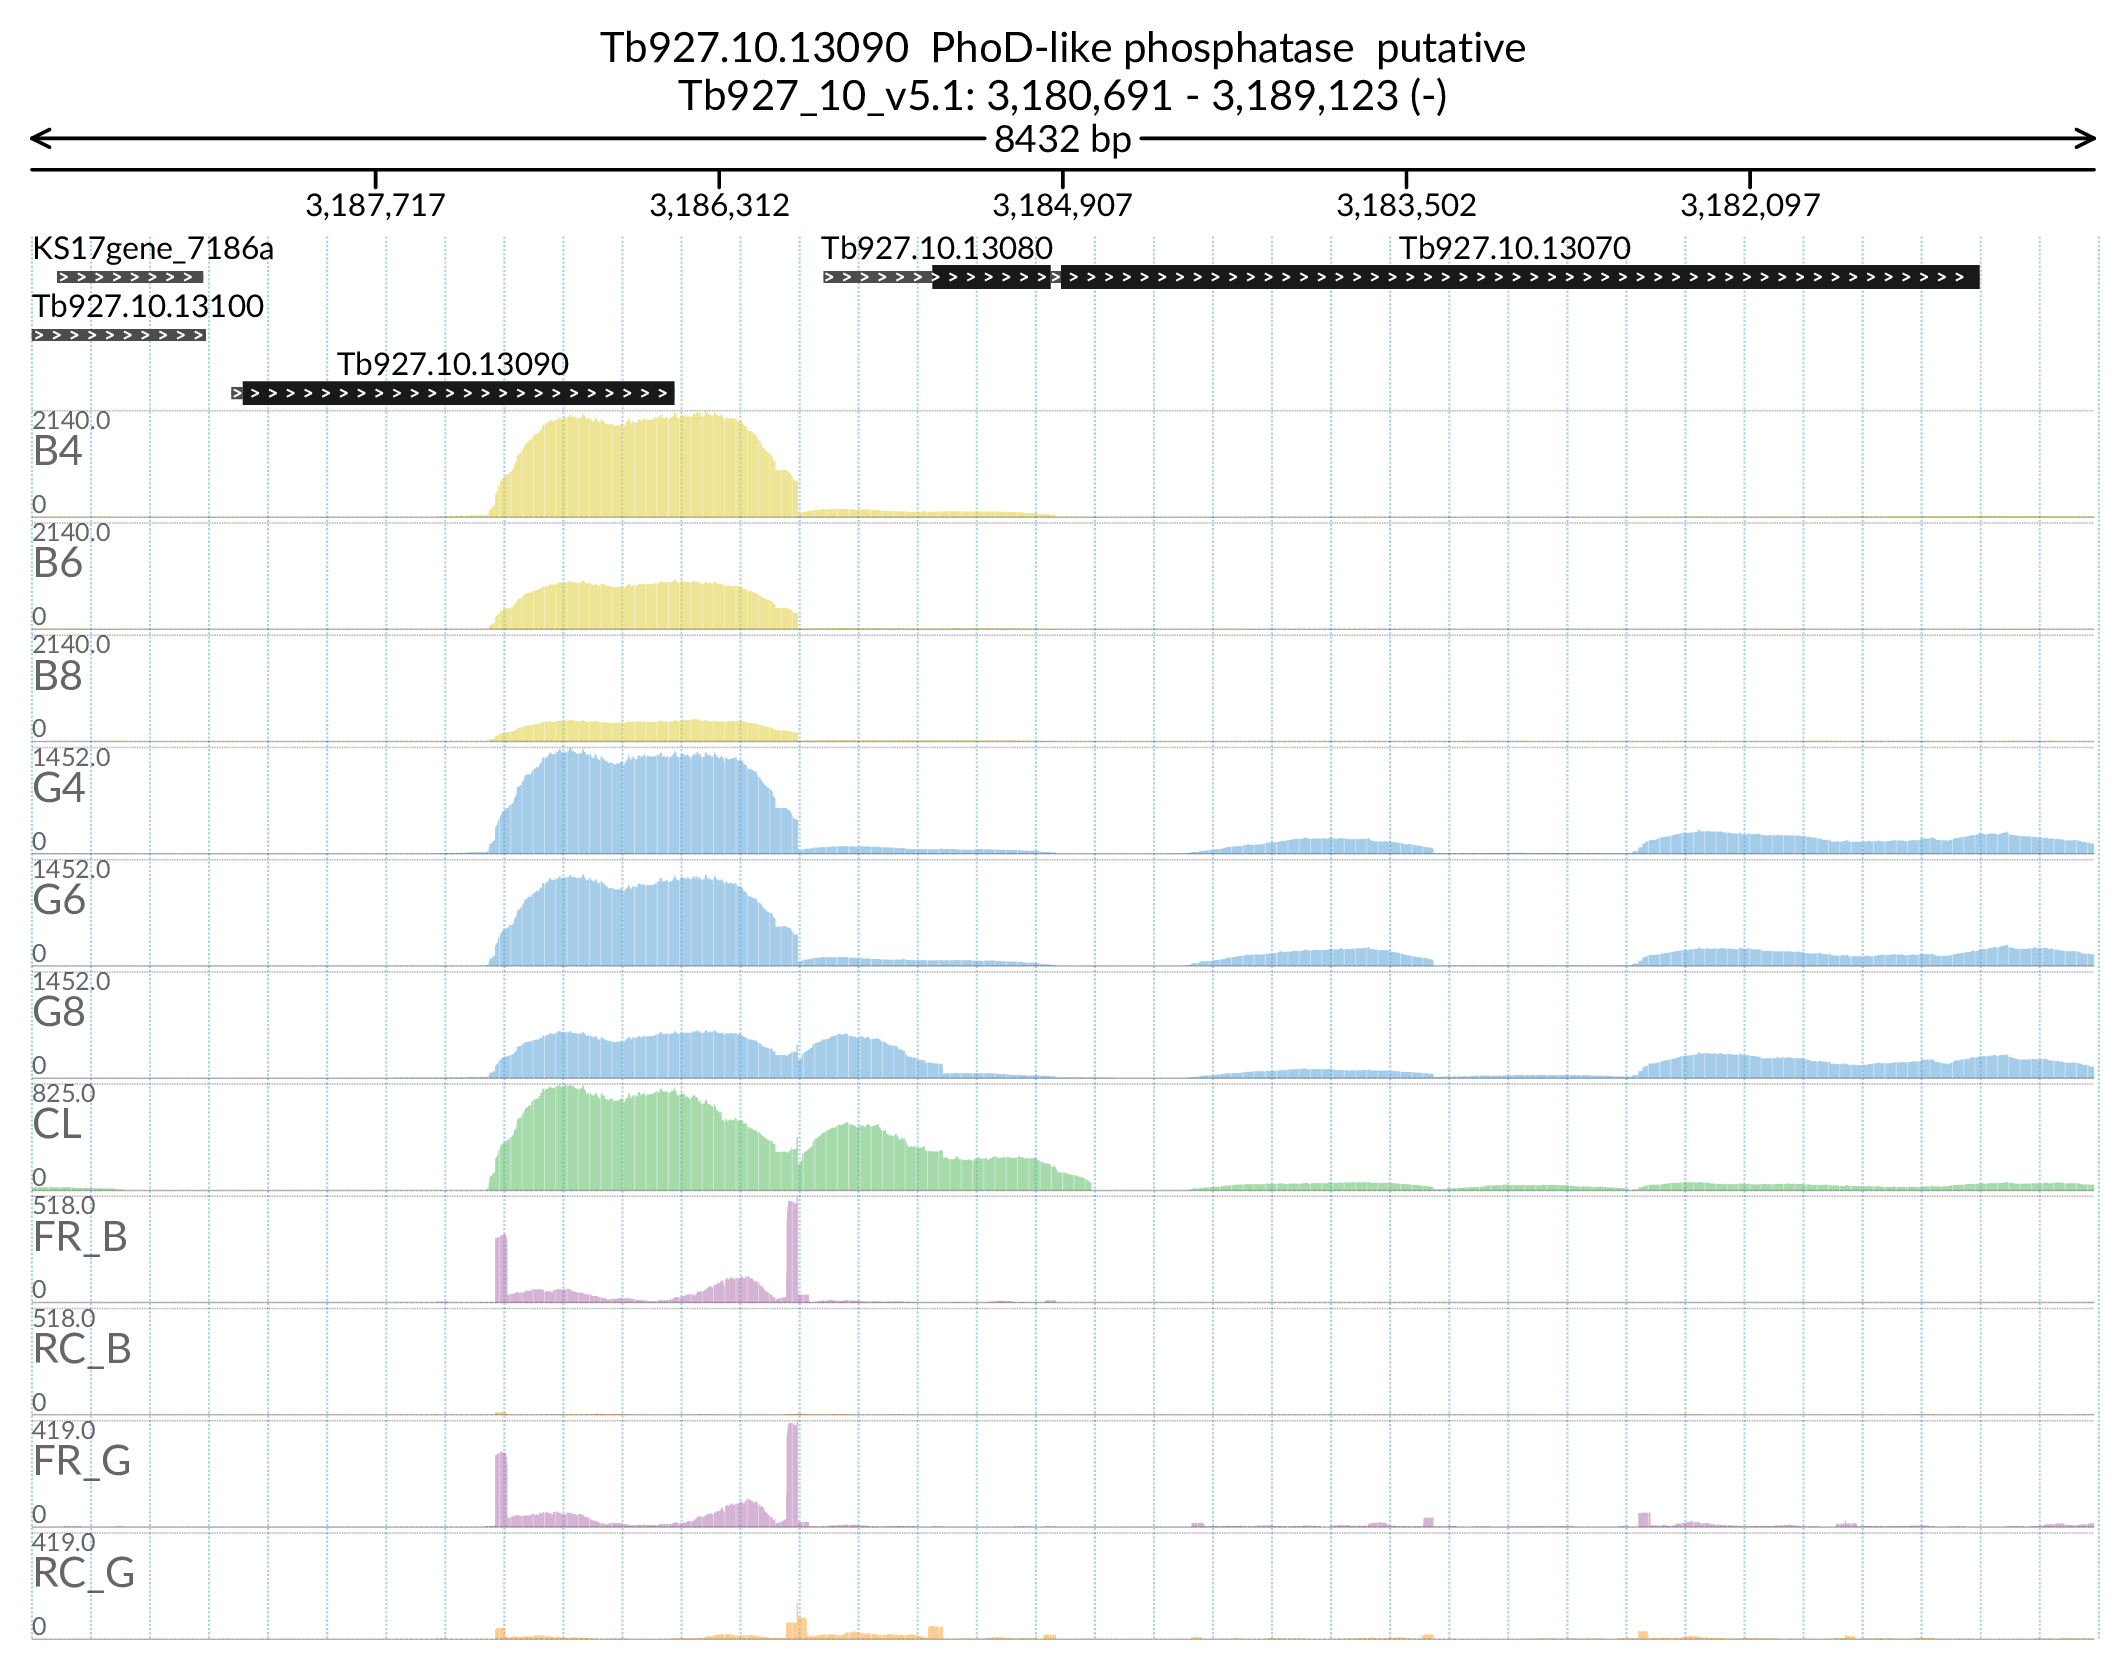 Tb927.10.13090  PhoD-like phosphatase  putative
Tb927_10_v5.1: 3,180,691 - 3,189,123 (-)
8432 bp
3,187,717 3,186,312 3,184,907 3,183,502 3,182,097
KS17gene_7186a Tb927.10.13080 Tb927.10.13070
Tb927.10.13100
Tb927.10.13090
2140.0
B4
0
2140.0
B6
0
2140.0
B8
0
1452.0
G4
0
1452.0
G6
0
1452.0
G8
0
825.0
CL
0
518.0
FR_B
0
518.0
RC_B
0
419.0
FR_G
0
419.0
RC_G
0